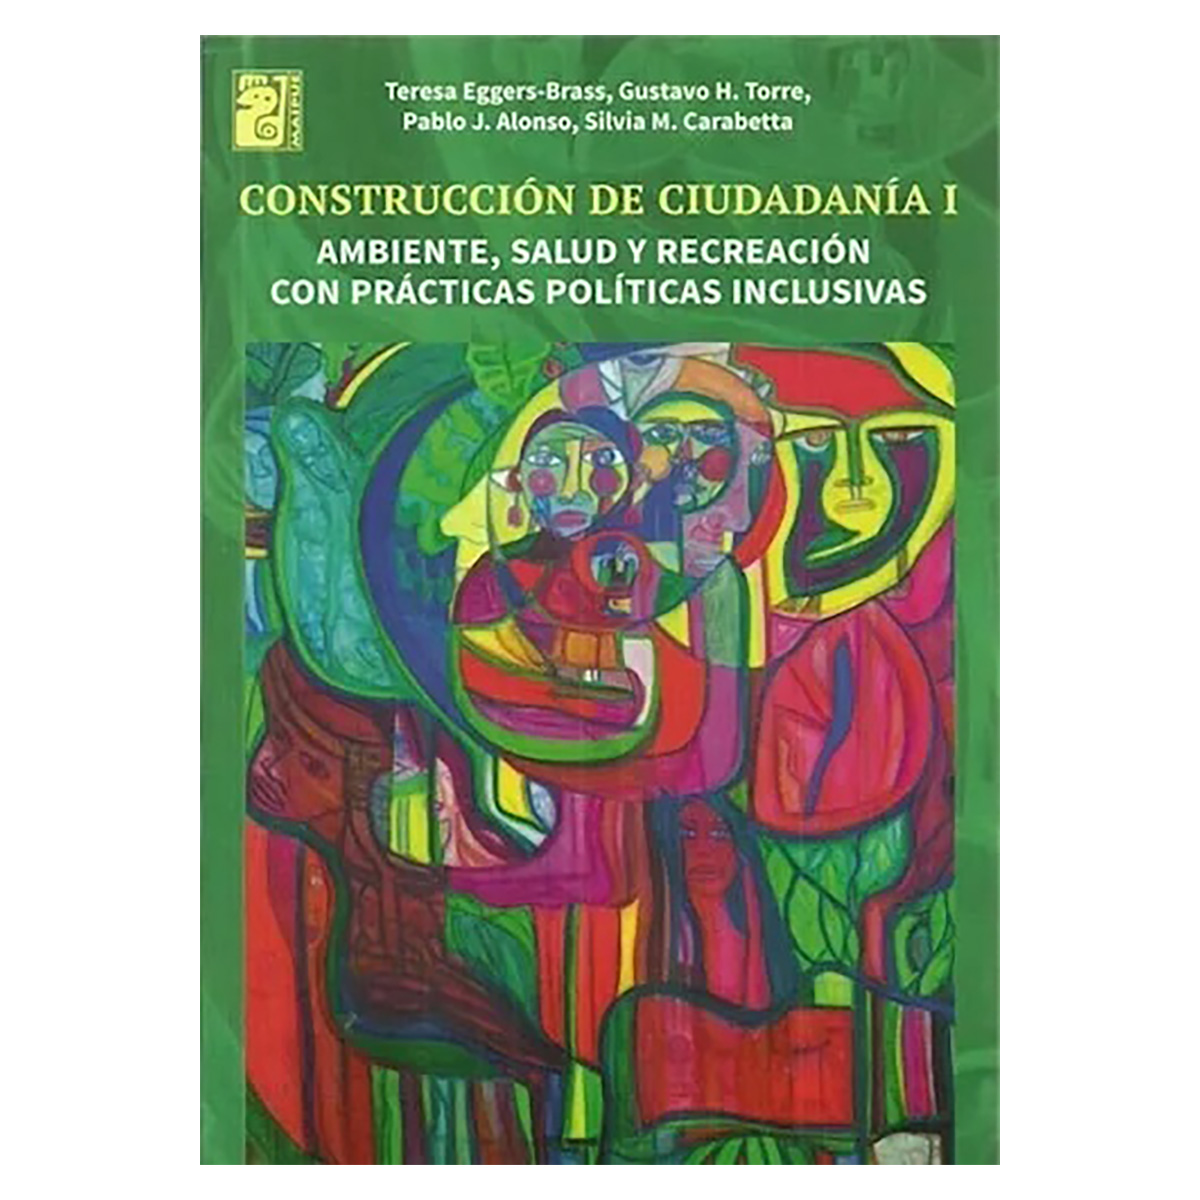 MAIPUE
Teresa Eggers-Brass, Gustavo H. Torre,
Pablo J. Alonso, Silvia M. Carabetta
CONSTRUCCIÓN DE CIUDADANÍA I
AMBIENTE, SALUD Y RECREACIÓN
CON PRÁCTICAS POLÍTICAS INCLUSIVAS